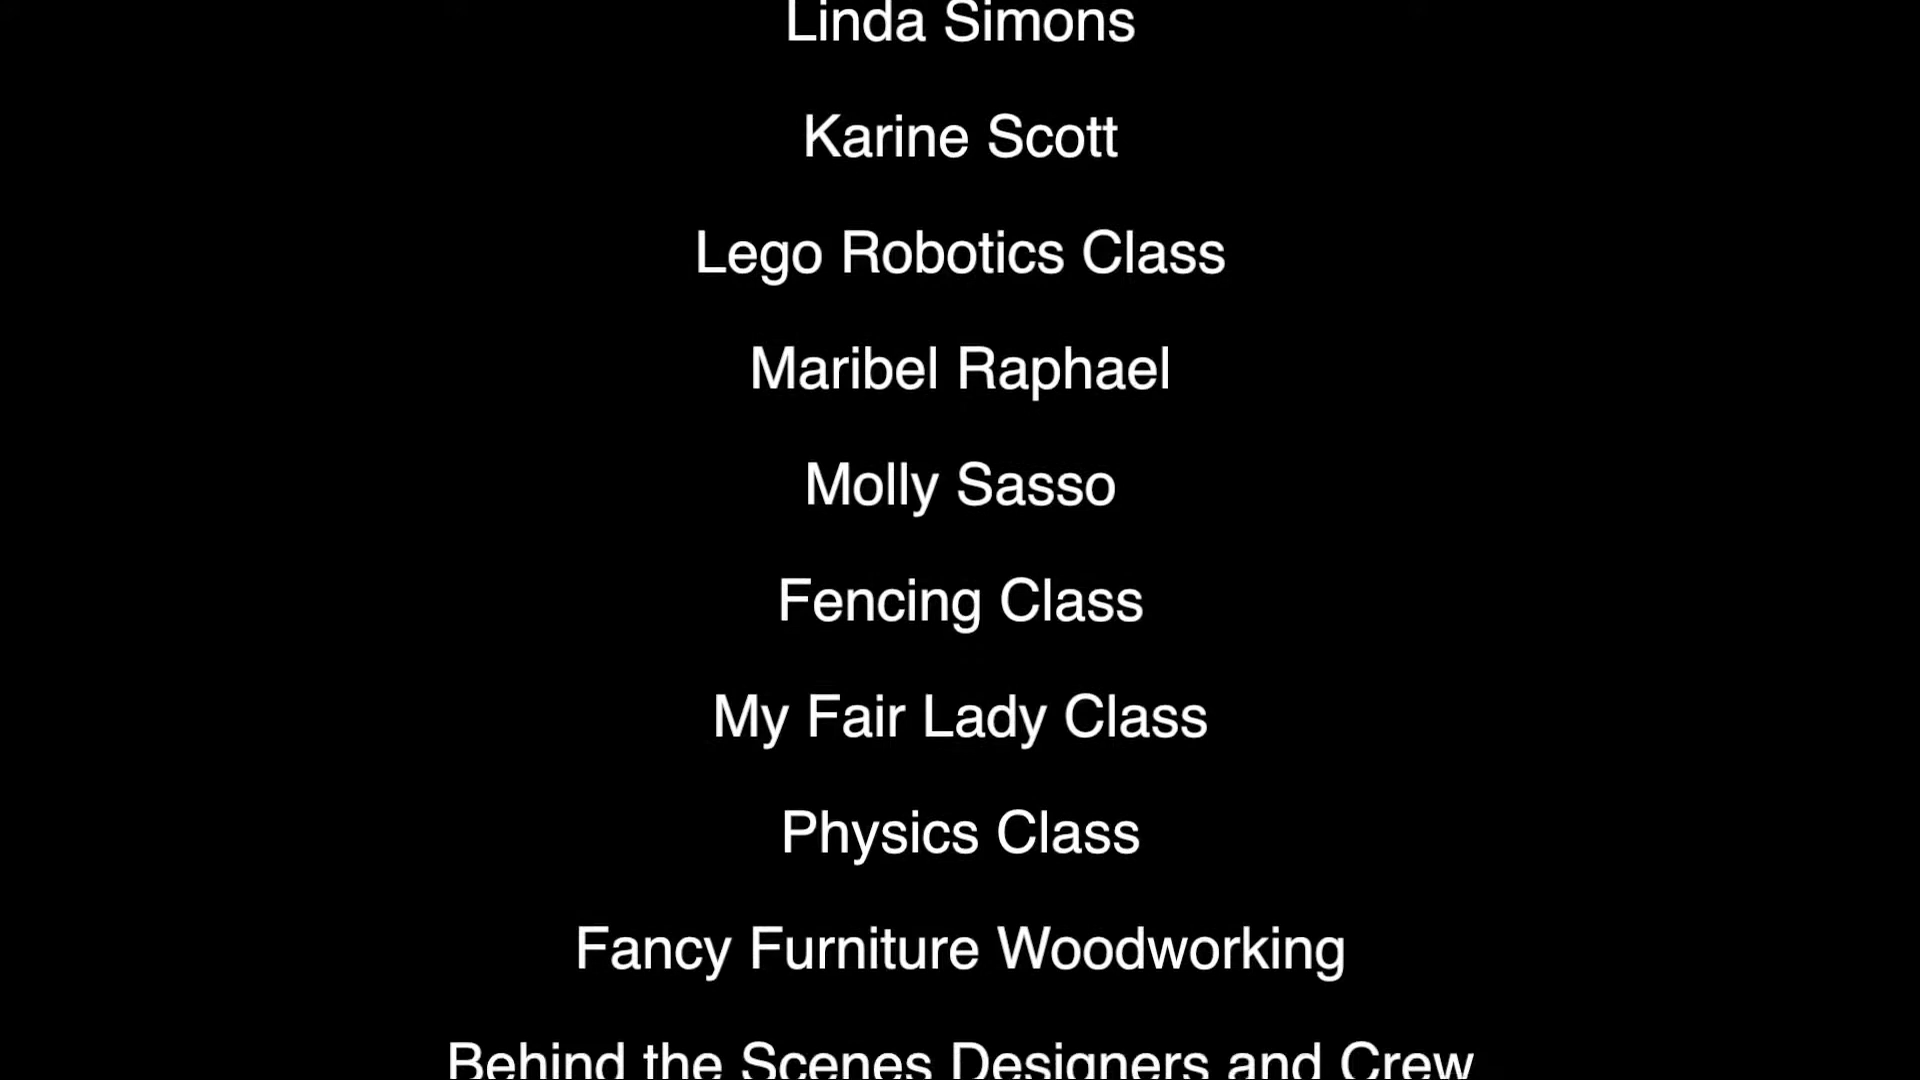 Linda Simons
Karine Scott
Lego Robotics Class
Maribel Raphael
Molly Sasso
Fencing Class
My Fair Lady Class
Physics Class
Fancy Furniture Woodworking
Behind the Scenes Designers and Crew